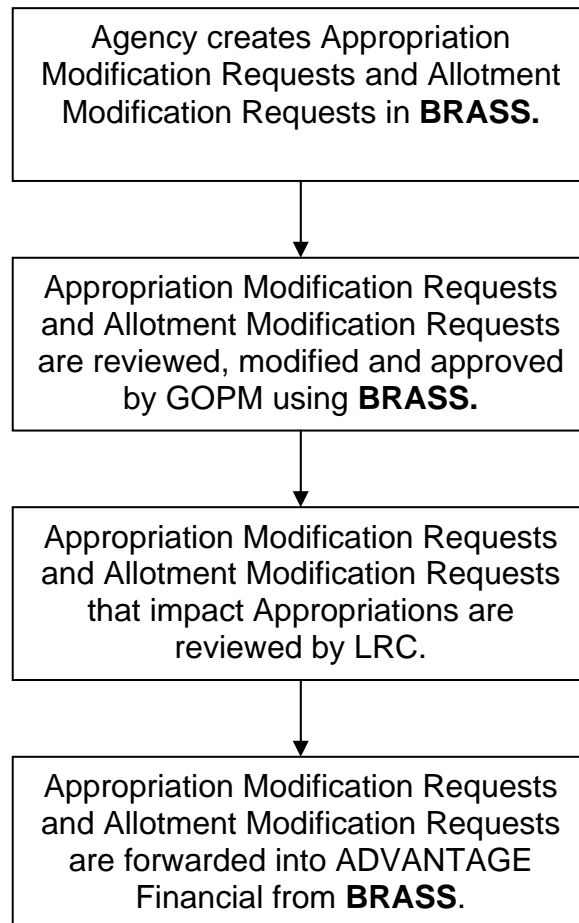 Agency creates Appropriation
Modification Requests and Allotment
Modification Requests in BRASS.
Appropriation Modification Requests
and Allotment Modification Requests
are reviewed, modified and approved
by GOPM using BRASS.
Appropriation Modification Requests
and Allotment Modification Requests
that impact Appropriations are
reviewed by LRC.
Appropriation Modification Requests
and Allotment Modification Requests
are forwarded into ADVANTAGE
Financial from BRASS.